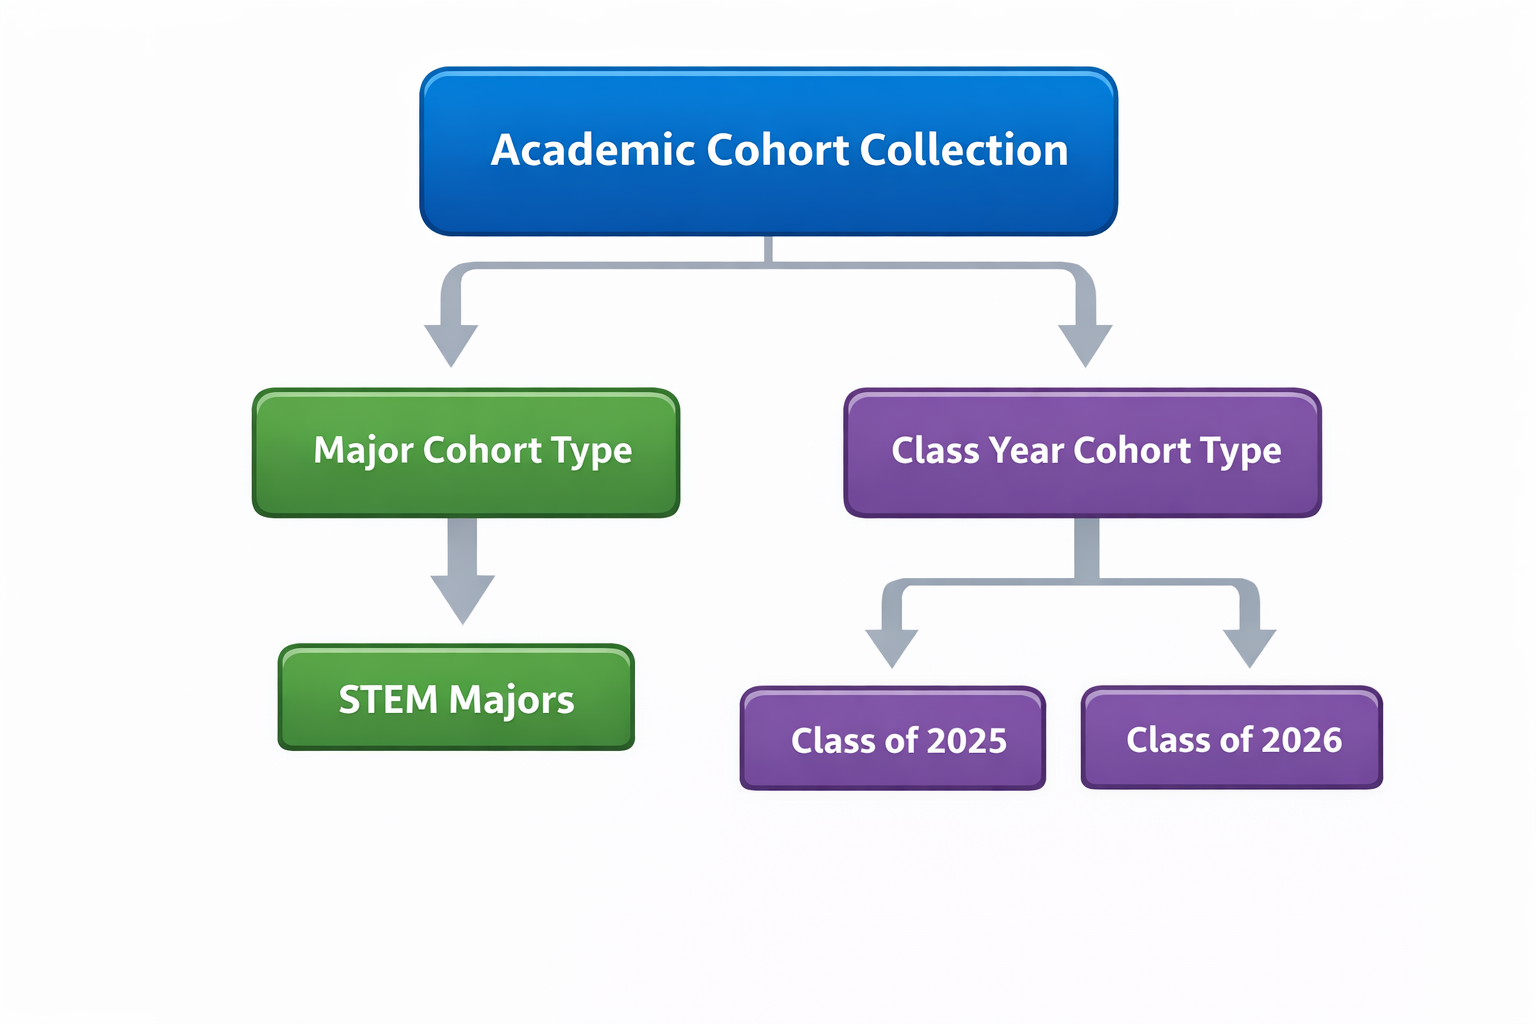 Academic Cohort Collection
Major Cohort Type
Class Year Cohort Type
STEM Majors
Class of 2025
Class of 2026